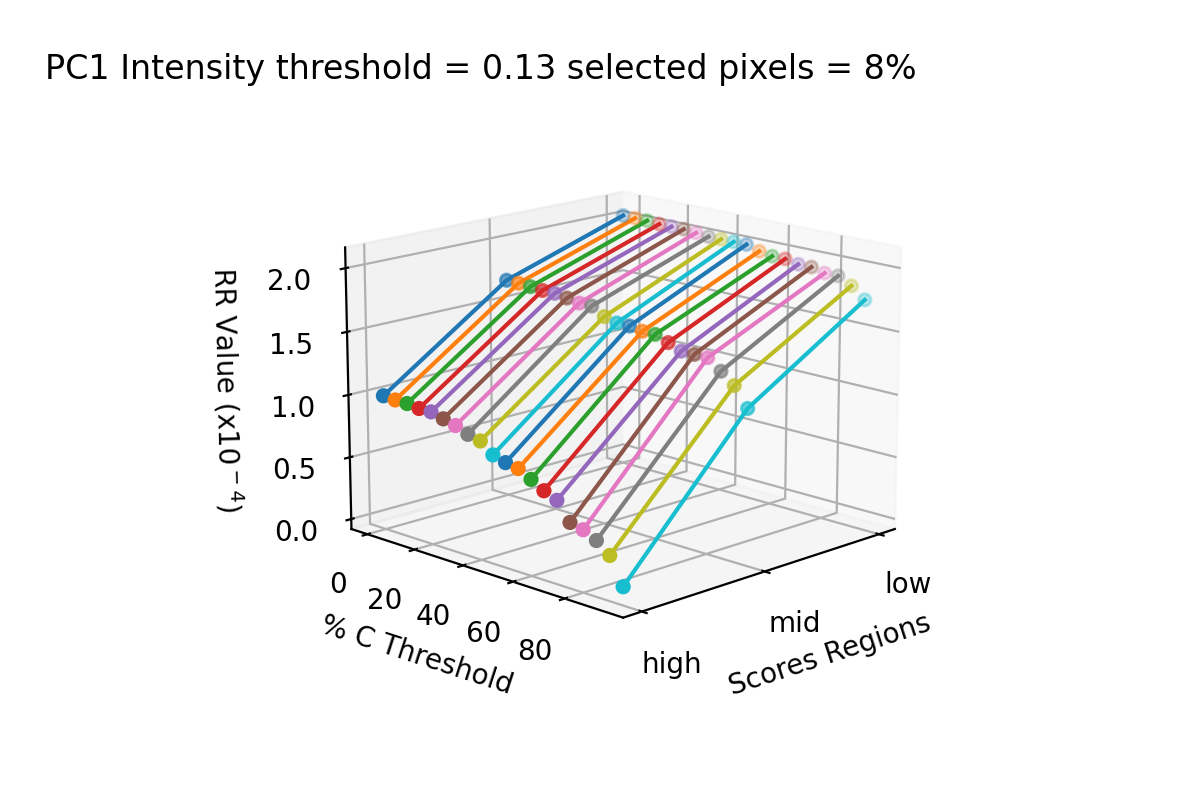 PC1 Intensity threshold = 0.13 selected pixels = 8%
RR Value (x10⁻⁴)
2.0
1.5
1.0
0.5
0.0
0
20
40
60
80
% C Threshold
high
mid
low
Scores Regions